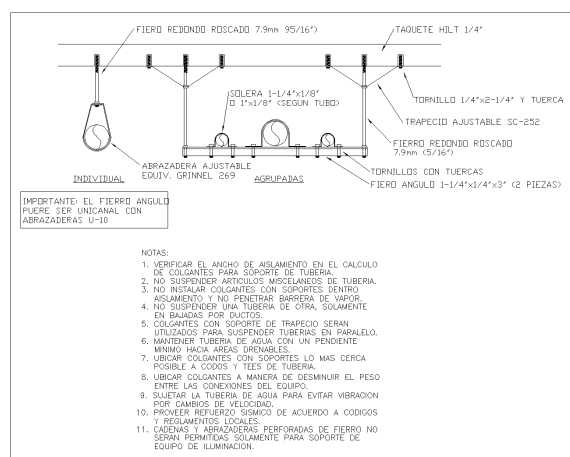 FIERO REDONDO ROSCADO 7.9mm 95/16")
TAQUETE HILT 1/4"
SOLERA 1-1/4"x1/8"
O 1"x1/8" (SEGUN TUBO)
TORNILLO 1/4"x2-1/4" Y TUERCA
TRAPECIO AJUSTABLE SC-252
FIERRO REDONDO ROSCADO
7.9mm (5/16")
ABRAZADERA AJUSTABLE
EQUIV. GRINNEL 269
TORNILLOS CON TUERCAS
FIERO ANGULO 1-1/4"x1/4"x3" (2 PIEZAS)
INDIVIDUAL
AGRUPADAS
IMPORTANTE: EL FIERRO ANGULO
PUERE SER UNICANAL CON
ABRAZADERAS U-10
NOTAS:
1. VERIFICAR EL ANCHO DE AISLAMIENTO EN EL CALCULO
DE COLGANTES PARA SOPORTE DE TUBERIA.
2. NO SUSPENDER ARTICULOS MISCELANEOS DE TUBERIA.
3. NO INSTALAR COLGANTES CON SOPORTES DENTRO
AISLAMIENTO Y NO PENETRAR BARRERA DE VAPOR.
4. NO SUSPENDER UNA TUBERIA DE OTRA, SOLAMENTE
EN BAJADAS POR DUCTOS.
5. COLGANTES CON SOPORTE DE TRAPECIO SERAN
UTILIZADOS PARA SUSPENDER TUBERIAS EN PARALELO.
6. MANTENER TUBERIA DE AGUA CON UN PENDIENTE
MINIMO HACIA AREAS DRENABLES.
7. UBICAR COLGANTES CON SOPORTES LO MAS CERCA
POSIBLE A CODOS Y TEES DE TUBERIA.
8. UBICAR COLGANTES A MANERA DE DESMINUIR EL PESO
ENTRE LAS CONEXIONES DEL EQUIPO.
9. SUJETAR LA TUBERIA DE AGUA PARA EVITAR VIBRACION
POR CAMBIOS DE VELOCIDAD.
10. PROVEER REFUERZO SISMICO DE ACUERDO A CODIGOS
Y REGLAMENTOS LOCALES.
11. CADENAS Y ABRAZADERAS PERFORADAS DE FIERRO NO
SERAN PERMITIDAS SOLAMENTE PARA SOPORTE DE
EQUIPO DE ILUMINACION.